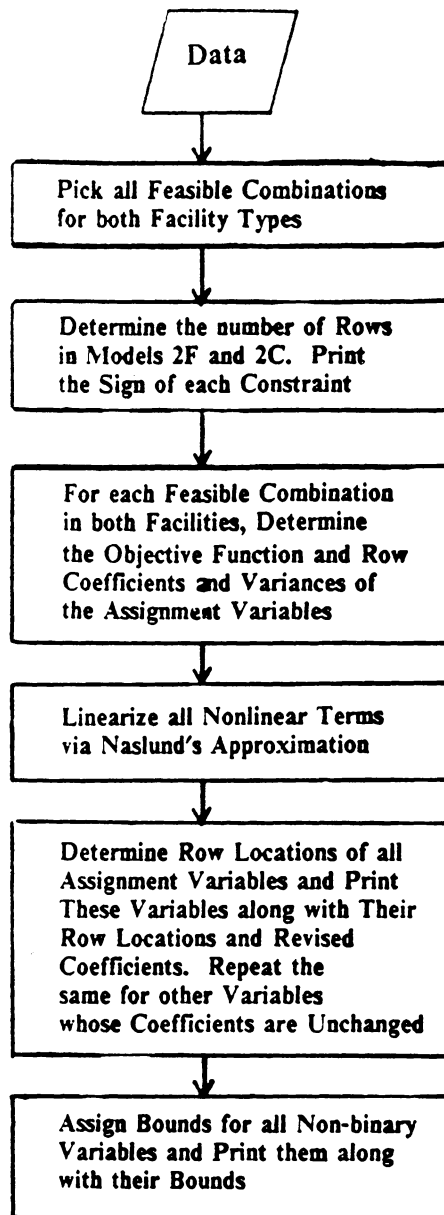 Data
Pick all Feasible Combinations
for both Facility Types
Determine the number of Rows
in Models 2F and 2C. Print
the Sign of each Constraint
For each Feasible Combination
in both Facilities, Determine
the Objective Function and Row
Coefficients and Variances of
the Assignment Variables
Linearize all Nonlinear Terms
via Naslund's Approximation
Determine Row Locations of all
Assignment Variables and Print
These Variables along with Their
Row Locations and Revised
Coefficients. Repeat the
same for other Variables
whose Coefficients are Unchanged
Assign Bounds for all Non-binary
Variables and Print them along
with their Bounds